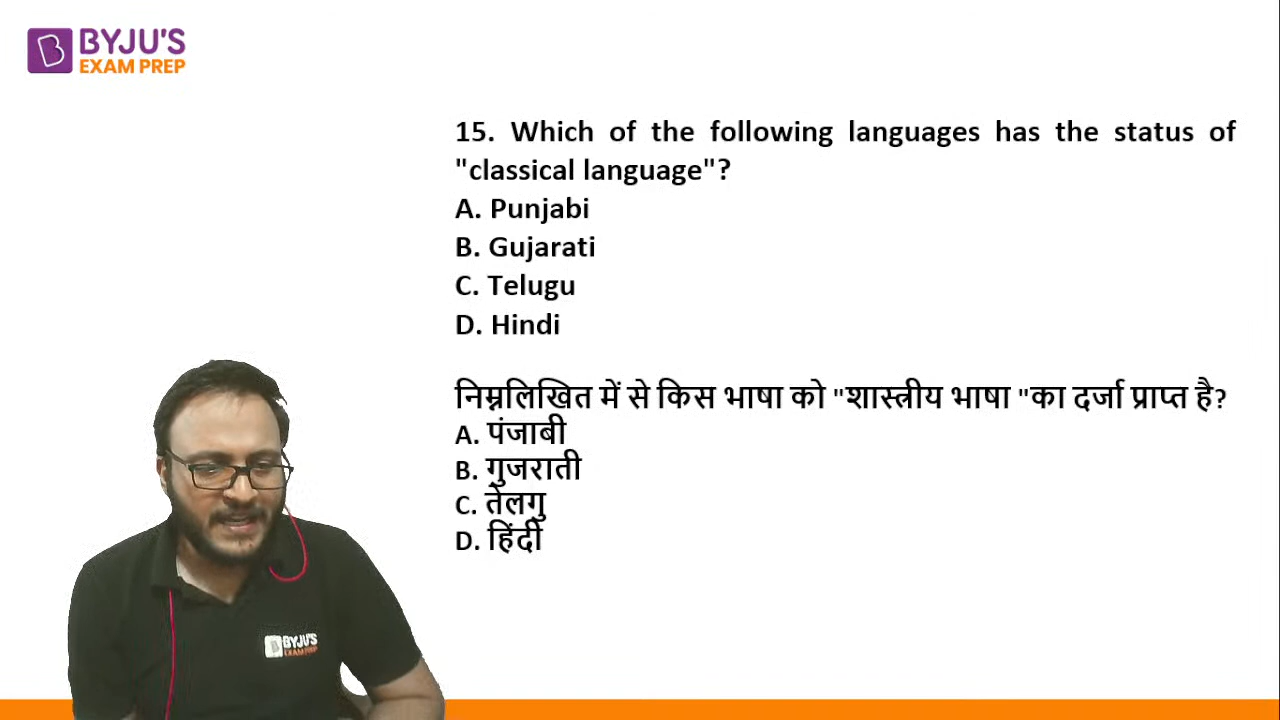 BYJU'S
EXAM PREP
15. Which of the following languages has the status of
"classical language"?
A. Punjabi
B. Gujarati
C. Telugu
D. Hindi
निम्नलिखित में से किस भाषा को "शास्त्रीय भाषा "का दर्जा प्राप्त है?
A. पंजाबी
B. गुजराती
C. तेलगु
D. हिंदी
BYJU'S
EXAM PREP